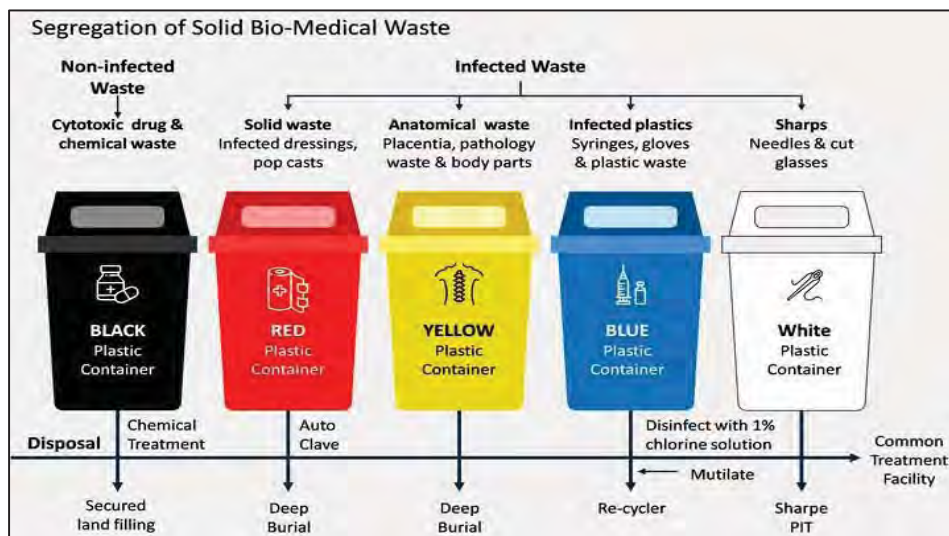 Segregation of Solid Bio-Medical Waste
Non-infected
Waste
Infected Waste
Cytotoxic drug &
chemical waste
Solid waste
Infected dressings,
pop casts
Anatomical waste
Placentia, pathology
waste & body parts
Infected plastics
Syringes, gloves
& plastic waste
Sharps
Needles & cut
glasses
BLACK
Plastic
Container
RED
Plastic
Container
YELLOW
Plastic
Container
BLUE
Plastic
Container
White
Plastic
Container
Disposal
Chemical
Treatment
Auto
Clave
Disinfect with 1%
chlorine solution
Mutilate
Common
Treatment
Facility
Secured
land filling
Deep
Burial
Deep
Burial
Re-cycler
Sharpe
PIT